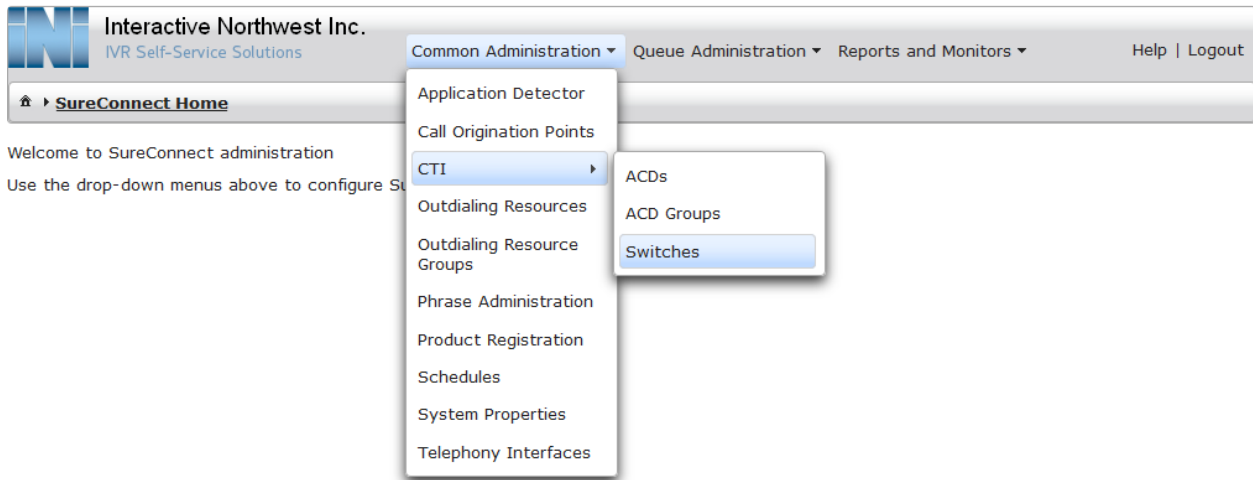 iNi
Interactive Northwest Inc.
IVR Self-Service Solutions
Common Administration Queue Administration Reports and Monitors Help | Logout
SureConnect Home
Welcome to SureConnect administration
Use the drop-down menus above to configure
Application Detector
Call Origination Points
CTI
Outdialing Resources
Outdialing Resource
Groups
Phrase Administration
Product Registration
Schedules
System Properties
Telephony Interfaces
ACDs
ACD Groups
Switches